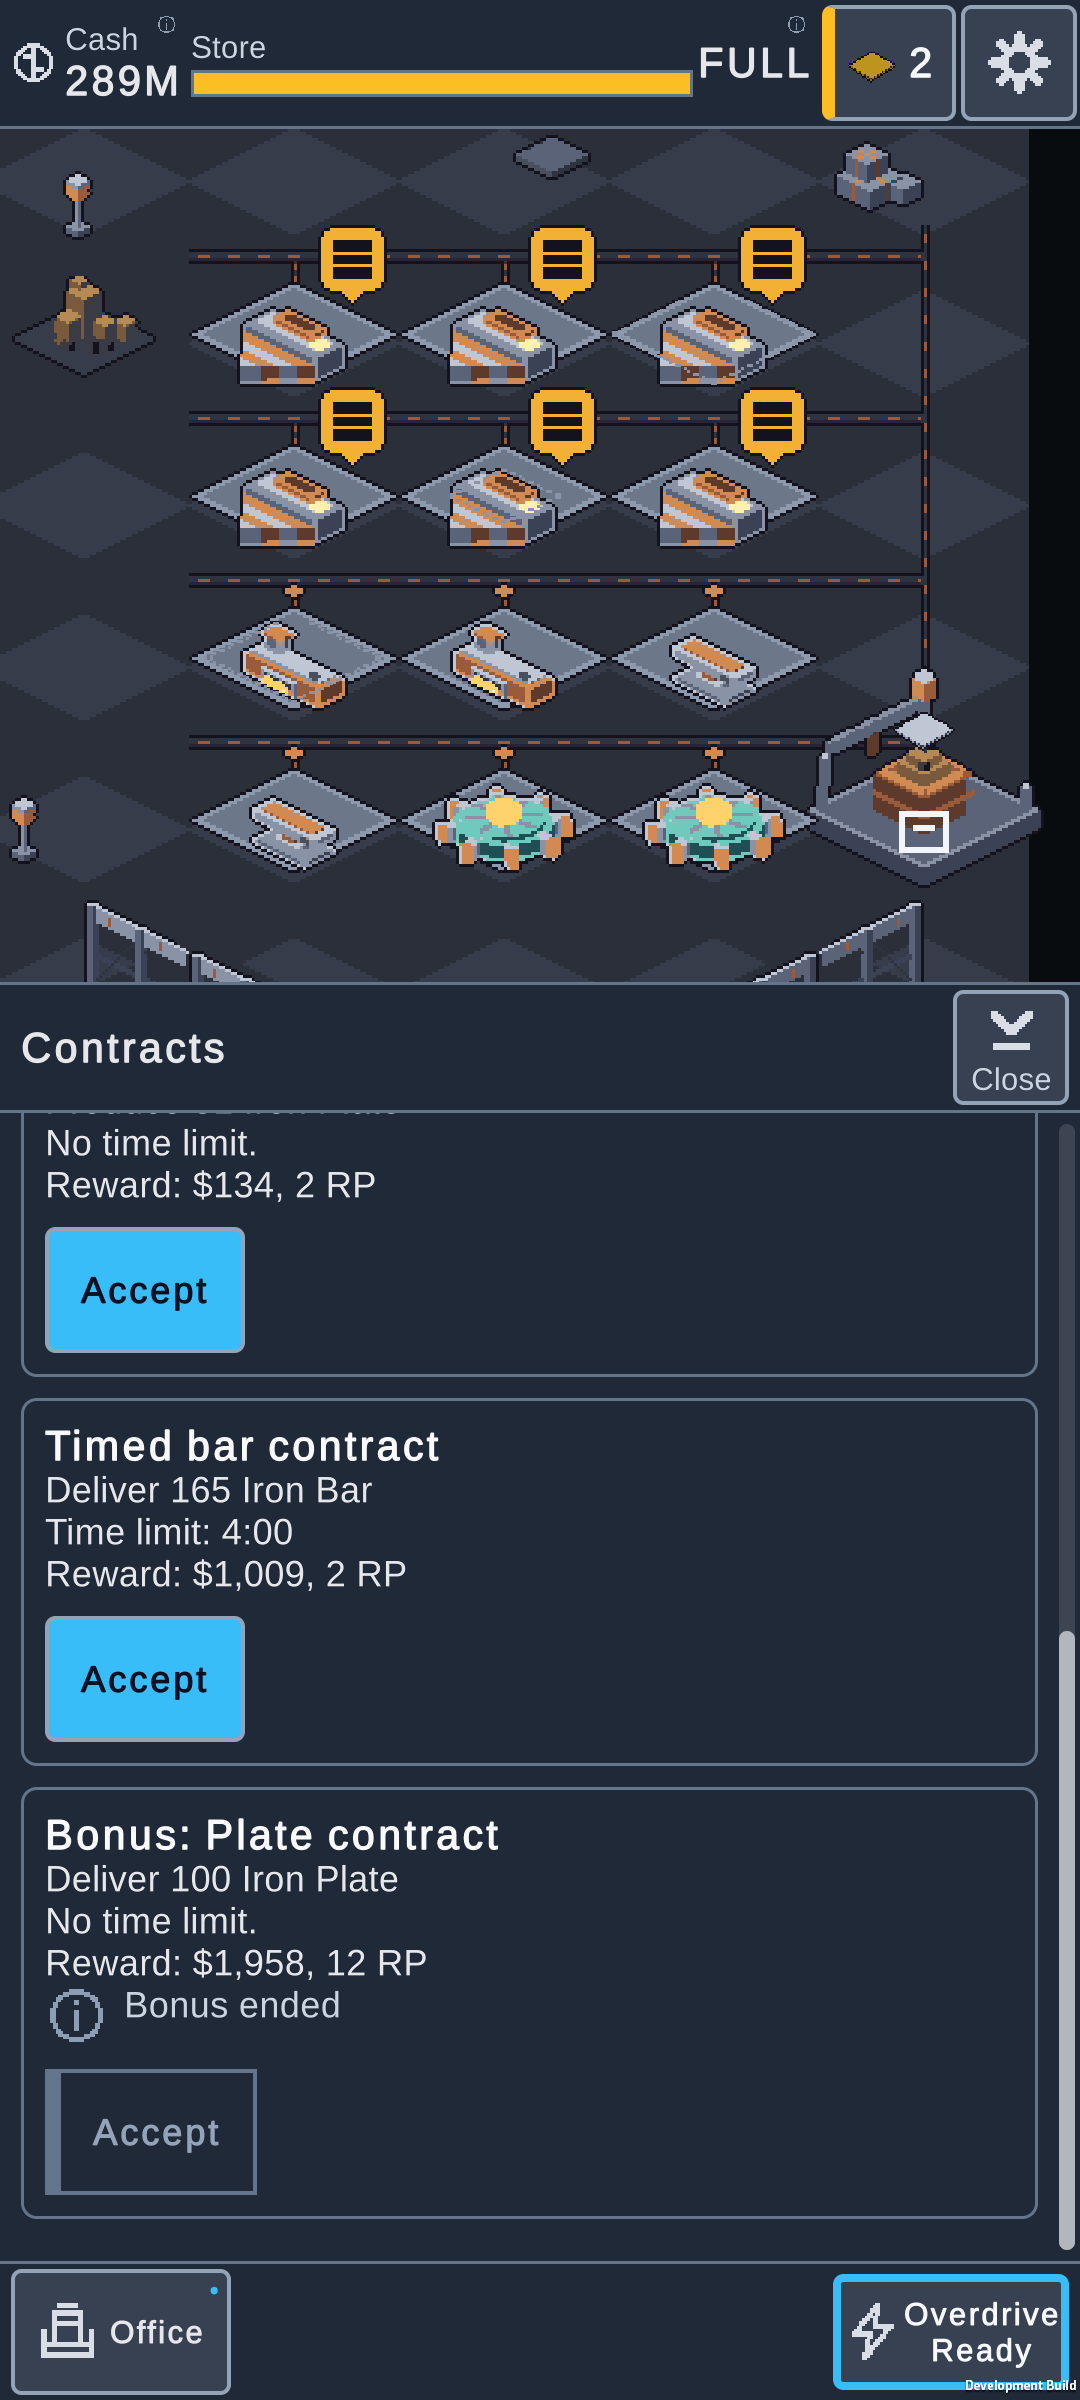 Cash
289M
Store
FULL
2
Contracts
Close
No time limit.
Reward: $134, 2 RP
Accept
Timed bar contract
Deliver 165 Iron Bar
Time limit: 4:00
Reward: $1,009, 2 RP
Accept
Bonus: Plate contract
Deliver 100 Iron Plate
No time limit.
Reward: $1,958, 12 RP
Bonus ended
Accept
Office
Overdrive
Ready
Development Build